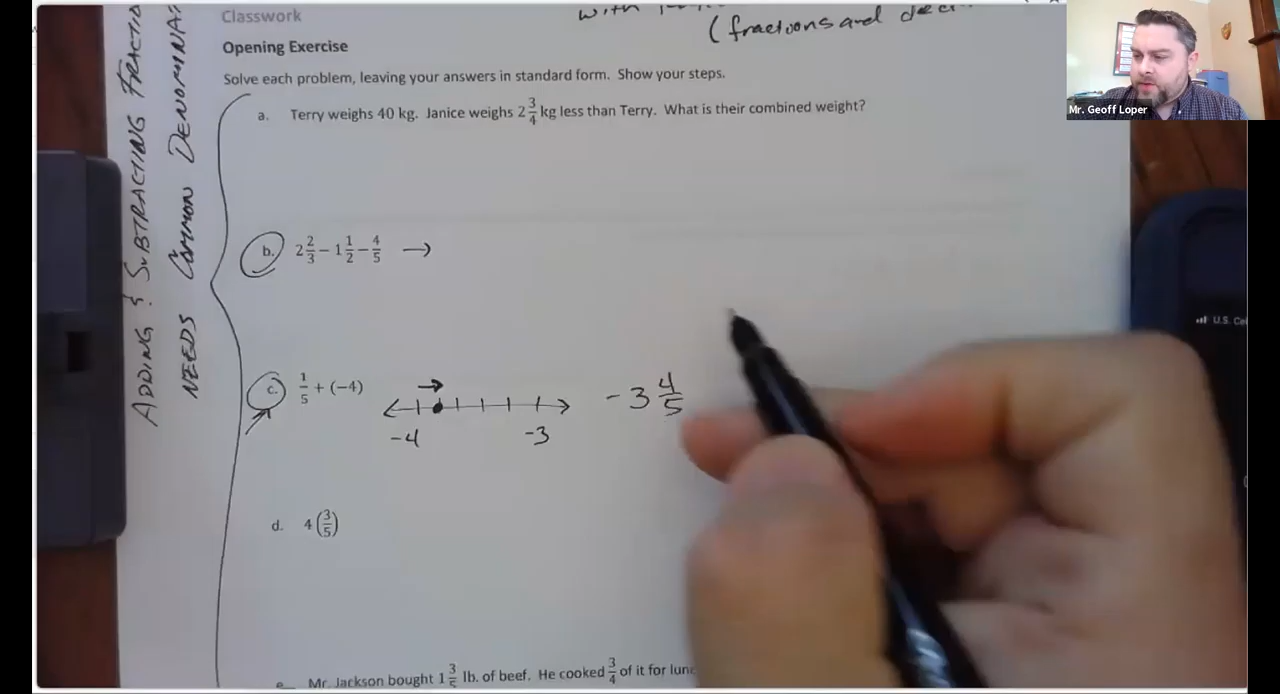 Classwork
with
(fractions and
Opening Exercise
Solve each problem, leaving your answers in standard form. Show your steps.
a. Terry weighs 40 kg. Janice weighs 2 3/4 kg less than Terry. What is their combined weight?
b. 2 2/3 − 1 1/2 − 4/5 →
c. 1/5 + (−4)
-4 -3
-3 4/5
d. 4(3/5)
e. Mr. Jackson bought 1 3/5 lb. of beef. He cooked 3/4 of it for
ADDING & SUBTRACTING
NEEDS COMMON
Mr. Geoff Loper
U.S.